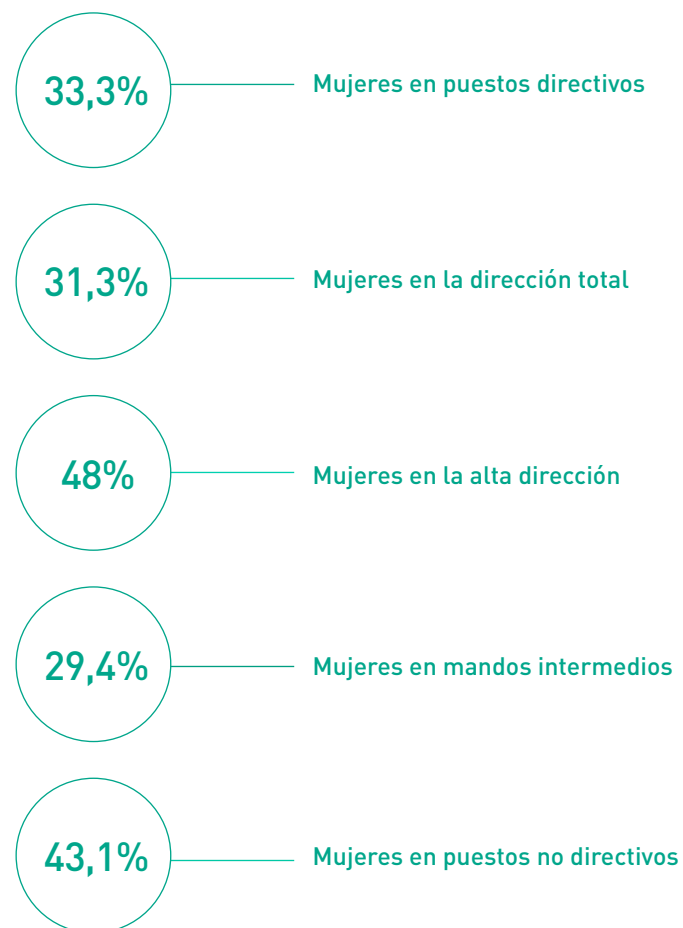 33,3%
Mujeres en puestos directivos
31,3%
Mujeres en la dirección total
48%
Mujeres en la alta dirección
29,4%
Mujeres en mandos intermedios
43,1%
Mujeres en puestos no directivos